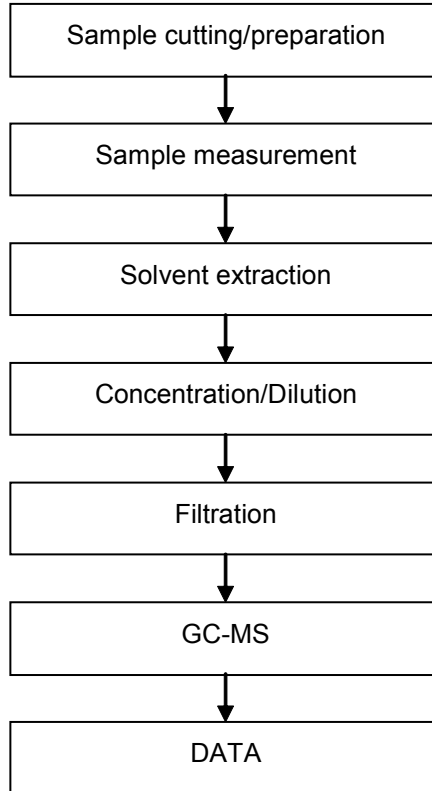 Sample cutting/preparation
Sample measurement
Solvent extraction
Concentration/Dilution
Filtration
GC-MS
DATA